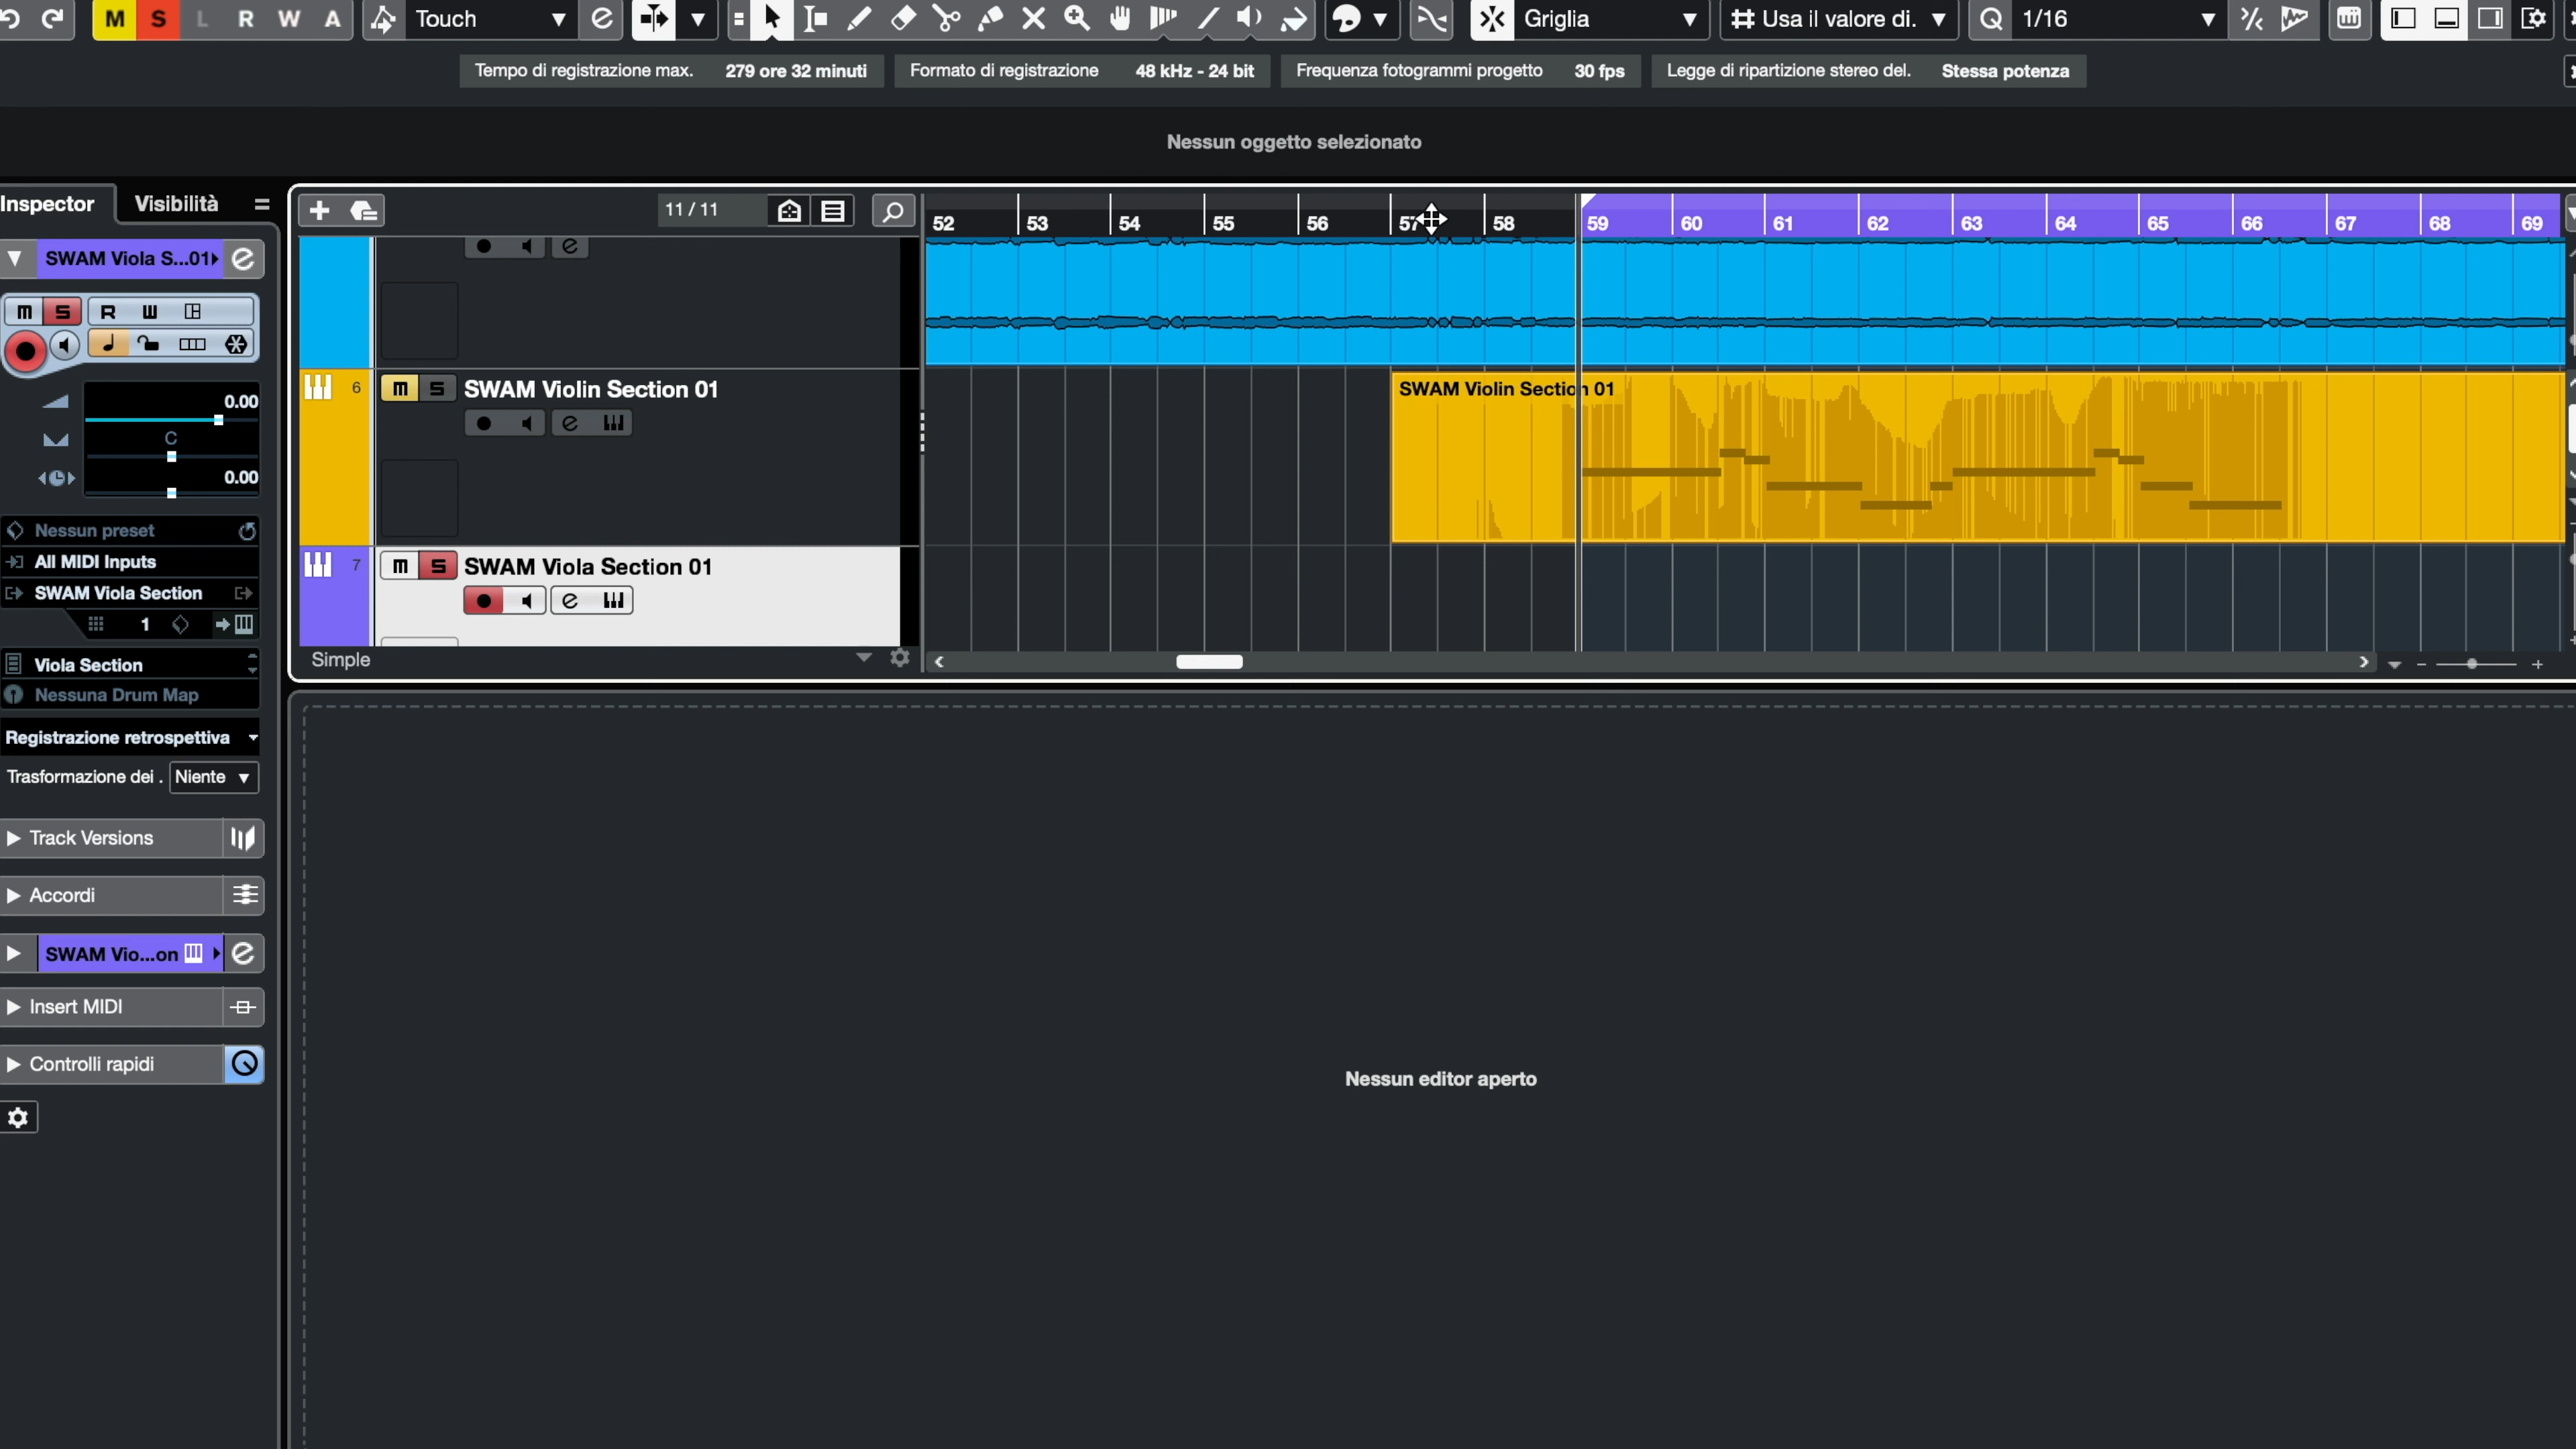 M S L R W A Touch Griglia Usa il valore di. 1/16
Tempo di registrazione max. 279 ore 32 minuti Formato di registrazione 48 kHz - 24 bit Frequenza fotogrammi progetto 30 fps Legge di ripartizione stereo del. Stessa potenza
Nessun oggetto selezionato
Inspector Visibilità
11 / 11
52 53 54 55 56 57 58 59 60 61 62 63 64 65 66 67 68 69
SWAM Viola S...01
m S R W
0.00
C
0.00
6 m S SWAM Violin Section 01
SWAM Violin Section 01
Nessun preset
All MIDI Inputs
SWAM Viola Section
1
7 m S SWAM Viola Section 01
Simple
Viola Section
Nessuna Drum Map
Registrazione retrospettiva
Trasformazione dei . Niente
Track Versions
Accordi
SWAM Vio...on
Insert MIDI
Controlli rapidi
Nessun editor aperto